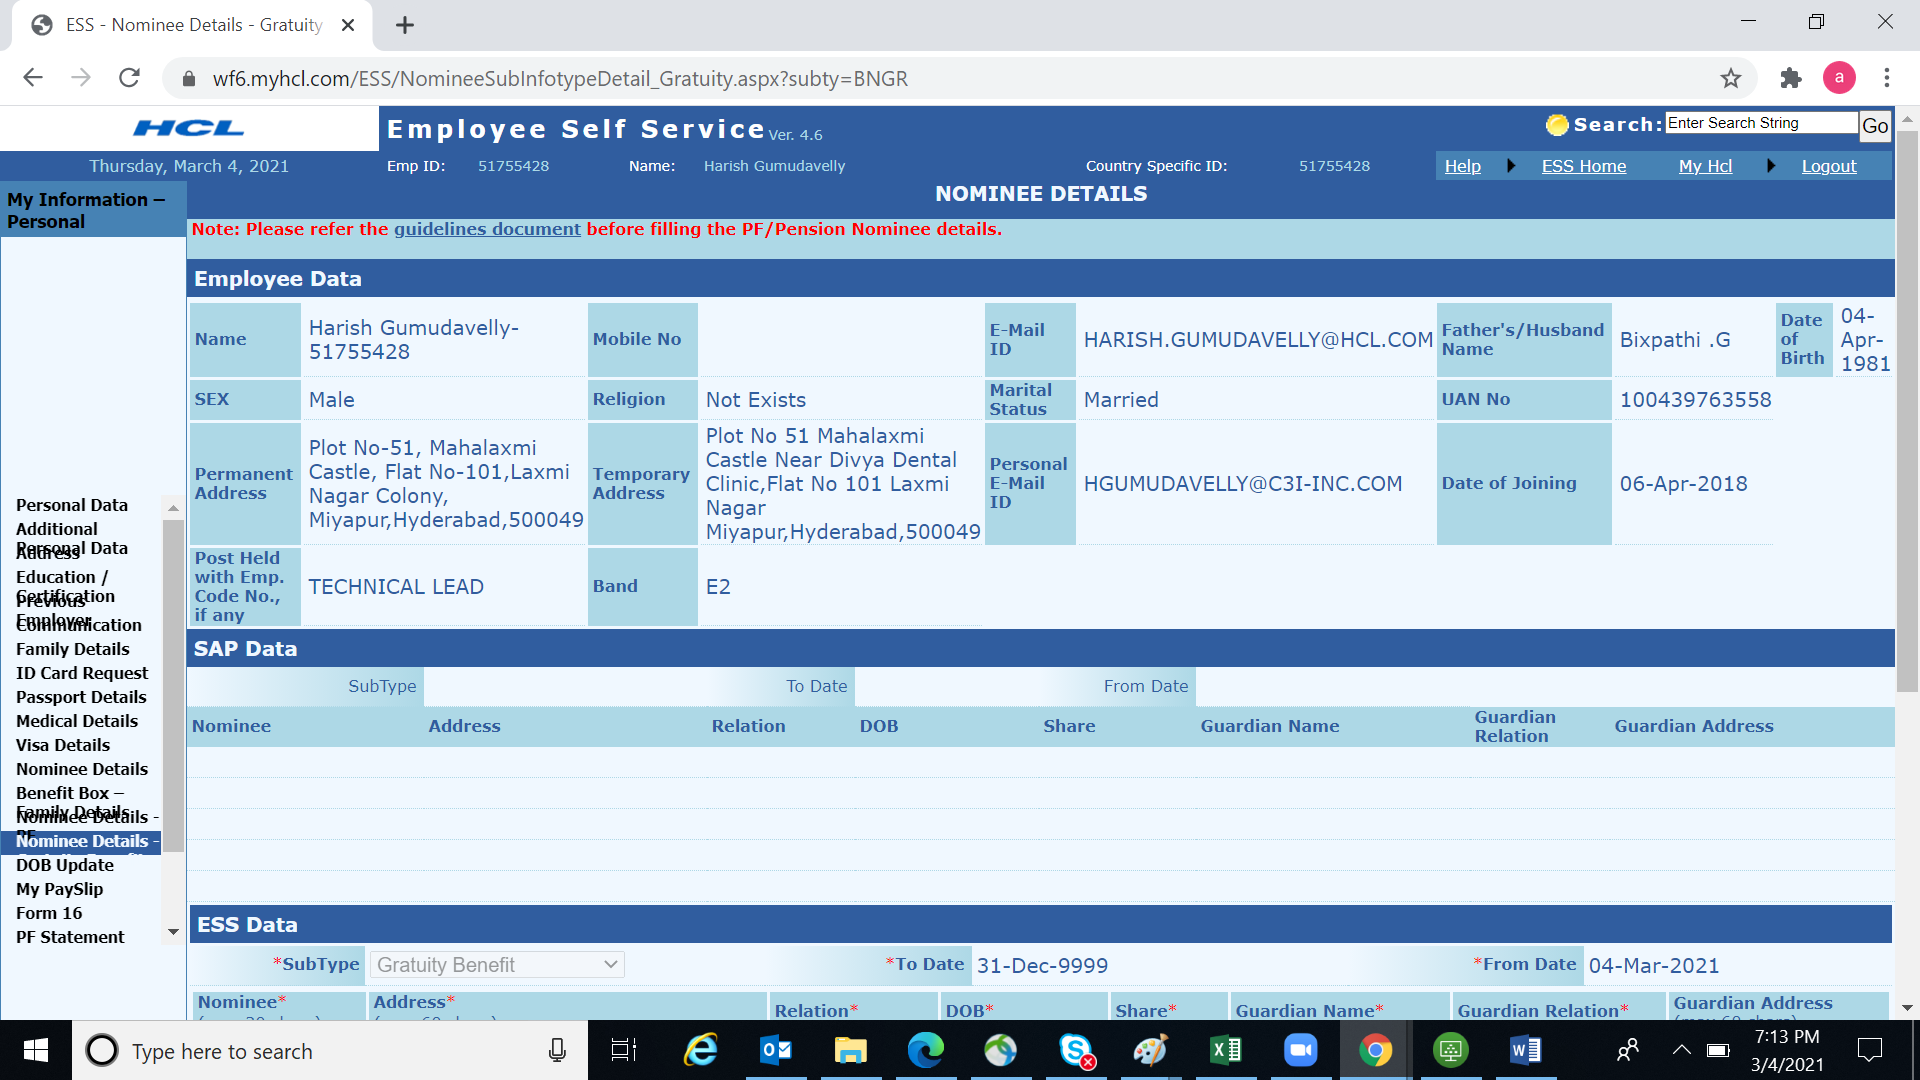 ESS - Nominee Details - Gratuity
wf6.myhcl.com/ESS/NomineeSubInfotypeDetail_Gratuity.aspx?subty=BNGR
a
HCL
Employee Self Service Ver. 4.6
Search: Enter Search String Go
Thursday, March 4, 2021
Emp ID: 51755428 Name: Harish Gumudavelly Country Specific ID: 51755428
Help ESS Home My Hcl Logout
My Information –
Personal
NOMINEE DETAILS
Note: Please refer the guidelines document before filling the PF/Pension Nominee details.
Employee Data
Name
Harish Gumudavelly-
51755428
Mobile No
E-Mail
ID
HARISH.GUMUDAVELLY@HCL.COM
Father's/Husband
Name
Bixpathi .G
Date
of
Birth
04-
Apr-
1981
SEX
Male
Religion
Not Exists
Marital
Status
Married
UAN No
100439763558
Permanent
Address
Plot No-51, Mahalaxmi
Castle, Flat No-101,Laxmi
Nagar Colony,
Miyapur,Hyderabad,500049
Temporary
Address
Plot No 51 Mahalaxmi
Castle Near Divya Dental
Clinic,Flat No 101 Laxmi
Nagar
Miyapur,Hyderabad,500049
Personal
E-Mail
ID
HGUMUDAVELLY@C3I-INC.COM
Date of Joining
06-Apr-2018
Post Held
with Emp.
Code No.,
if any
TECHNICAL LEAD
Band
E2
Personal Data
Additional
Personal Data
Address
Education /
Certification
Previous
Employer
Communication
Family Details
ID Card Request
Passport Details
Medical Details
Visa Details
Nominee Details
Benefit Box –
Family Details
Nominee Details -
PF
Nominee Details -
DOB Update
My PaySlip
Form 16
PF Statement
SAP Data
SubType To Date From Date
Nominee Address Relation DOB Share Guardian Name Guardian
Relation Guardian Address
ESS Data
*SubType Gratuity Benefit *To Date 31-Dec-9999 *From Date 04-Mar-2021
Nominee* Address* Relation* DOB* Share* Guardian Name* Guardian Relation* Guardian Address
Type here to search
7:13 PM
3/4/2021